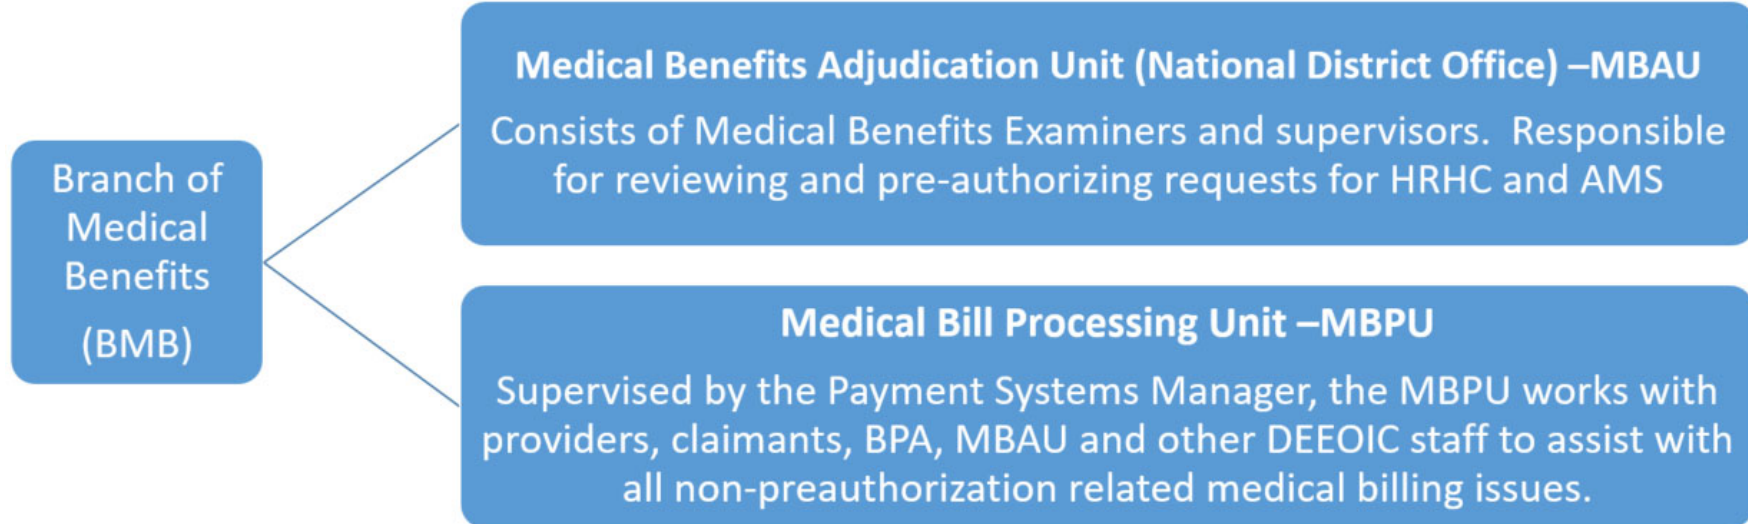 Branch of
Medical
Benefits
(BMB)
Medical Benefits Adjudication Unit (National District Office) –MBAU
Consists of Medical Benefits Examiners and supervisors.  Responsible
for reviewing and pre-authorizing requests for HRHC and AMS
Medical Bill Processing Unit –MBPU
Supervised by the Payment Systems Manager, the MBPU works with
providers, claimants, BPA, MBAU and other DEEOIC staff to assist with
all non-preauthorization related medical billing issues.